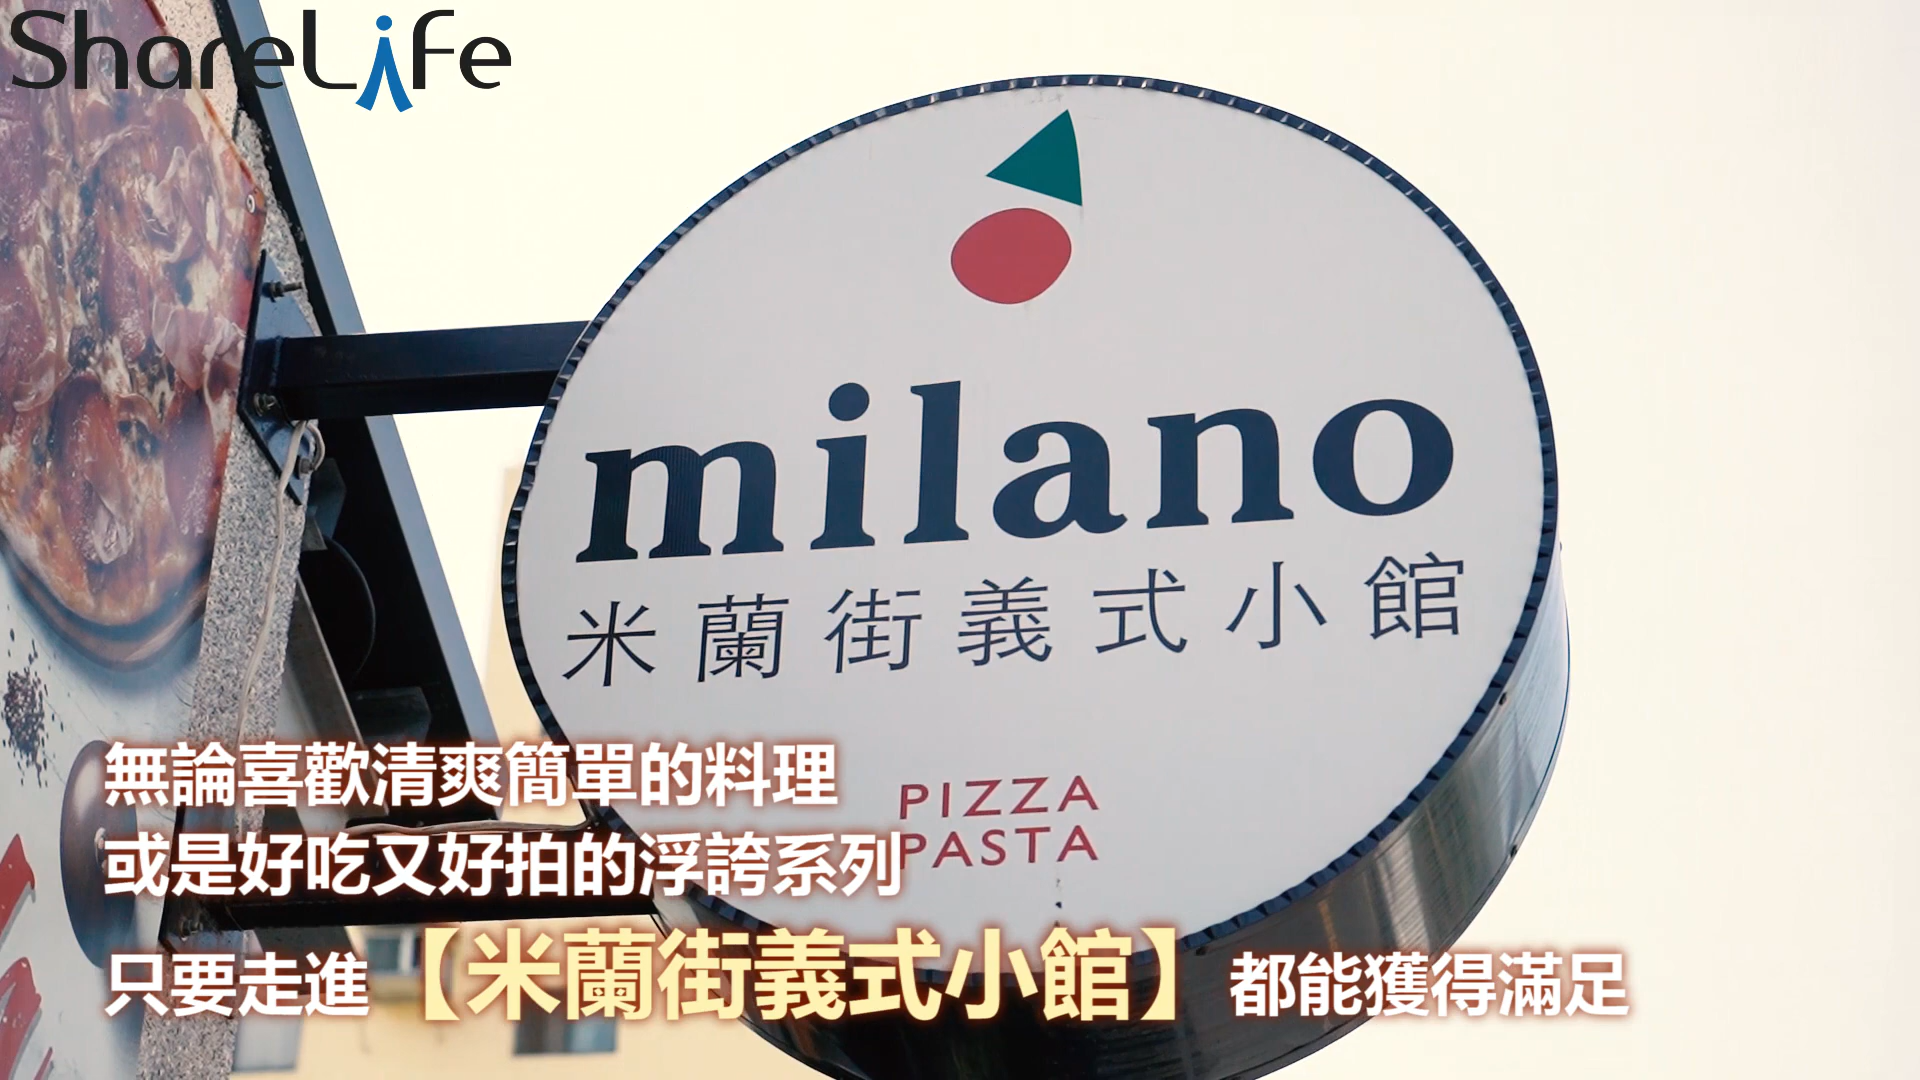 ShareLife
milano
米蘭街義式小館
PIZZA
PASTA
無論喜歡清爽簡單的料理
或是好吃又好拍的浮誇系列
只要走進【米蘭街義式小館】都能獲得滿足